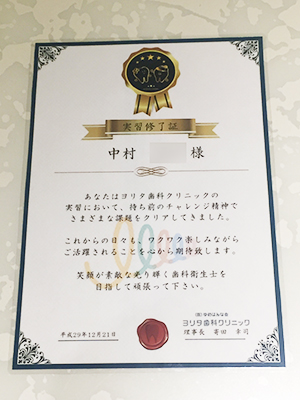 実習修了証
中村 様
あなたはヨリタ歯科クリニックの
実習において、持ち前のチャレンジ精神で
さまざまな課題をクリアしてきました。
これからの日々も、ワクワク楽しみながら
ご活躍されることを心から期待致します。
笑顔が素敵な光り輝く歯科衛生士を
目指して頑張って下さい。
平成29年12月21日
ヨリタ歯科クリニック
理事長 寄田 幸司